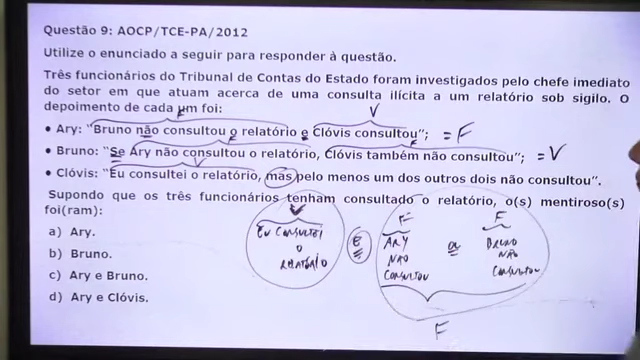 Questão 9: AOCP/TCE-PA/2012
Utilize o enunciado a seguir para responder à questão.
Três funcionários do Tribunal de Contas do Estado foram investigados pelo chefe imediato
do setor em que atuam acerca de uma consulta ilícita a um relatório sob sigilo. O
depoimento de cada um foi:
F V
• Ary: "Bruno não consultou o relatório e Clóvis consultou"; = F
F F
• Bruno: "Se Ary não consultou o relatório, Clóvis também não consultou"; = V
V
• Clóvis: "Eu consultei o relatório, mas pelo menos um dos outros dois não consultou".
Supondo que os três funcionários tenham consultado o relatório, o(s) mentiroso(s)
foi(ram):
a) Ary.
b) Bruno.
c) Ary e Bruno.
d) Ary e Clóvis.
V
EU CONSULTEI
O
RELATÓRIO
e
F F
ARY
NÃO
CONSULTOU
ou
BRUNO
NÃO
CONSULTOU
F